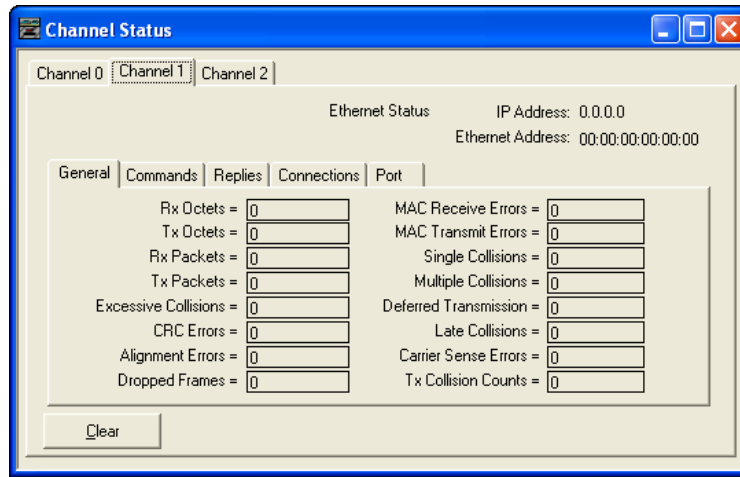 Channel Status
Channel 0 Channel 1 Channel 2
Ethernet Status IP Address: 0.0.0.0
Ethernet Address: 00:00:00:00:00:00
General Commands Replies Connections Port
Rx Octets = 0 MAC Receive Errors = 0
Tx Octets = 0 MAC Transmit Errors = 0
Rx Packets = 0 Single Collisions = 0
Tx Packets = 0 Multiple Collisions = 0
Excessive Collisions = 0 Deferred Transmission = 0
CRC Errors = 0 Late Collisions = 0
Alignment Errors = 0 Carrier Sense Errors = 0
Dropped Frames = 0 Tx Collision Counts = 0
Clear